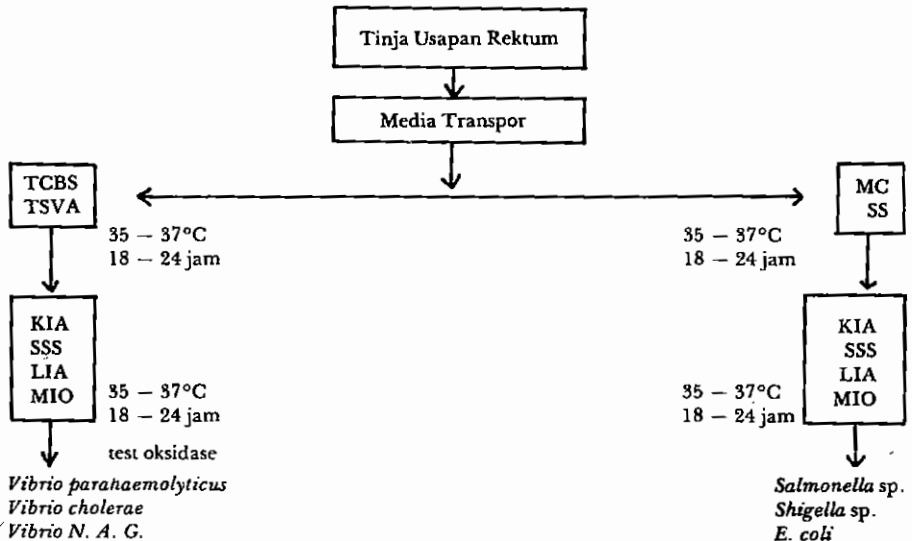 Tinja Usapan Rektum
Media Transpor
TCBS
TSVA
35 – 37°C
18 – 24 jam
KIA
SSS
LIA
MIO
35 – 37°C
18 – 24 jam
test oksidase
Vibrio parahaemolyticus
Vibrio cholerae
Vibrio N. A. G.
MC
SS
35 – 37°C
18 – 24 jam
KIA
SSS
LIA
MIO
35 – 37°C
18 – 24 jam
Salmonella sp.
Shigella sp.
E. coli